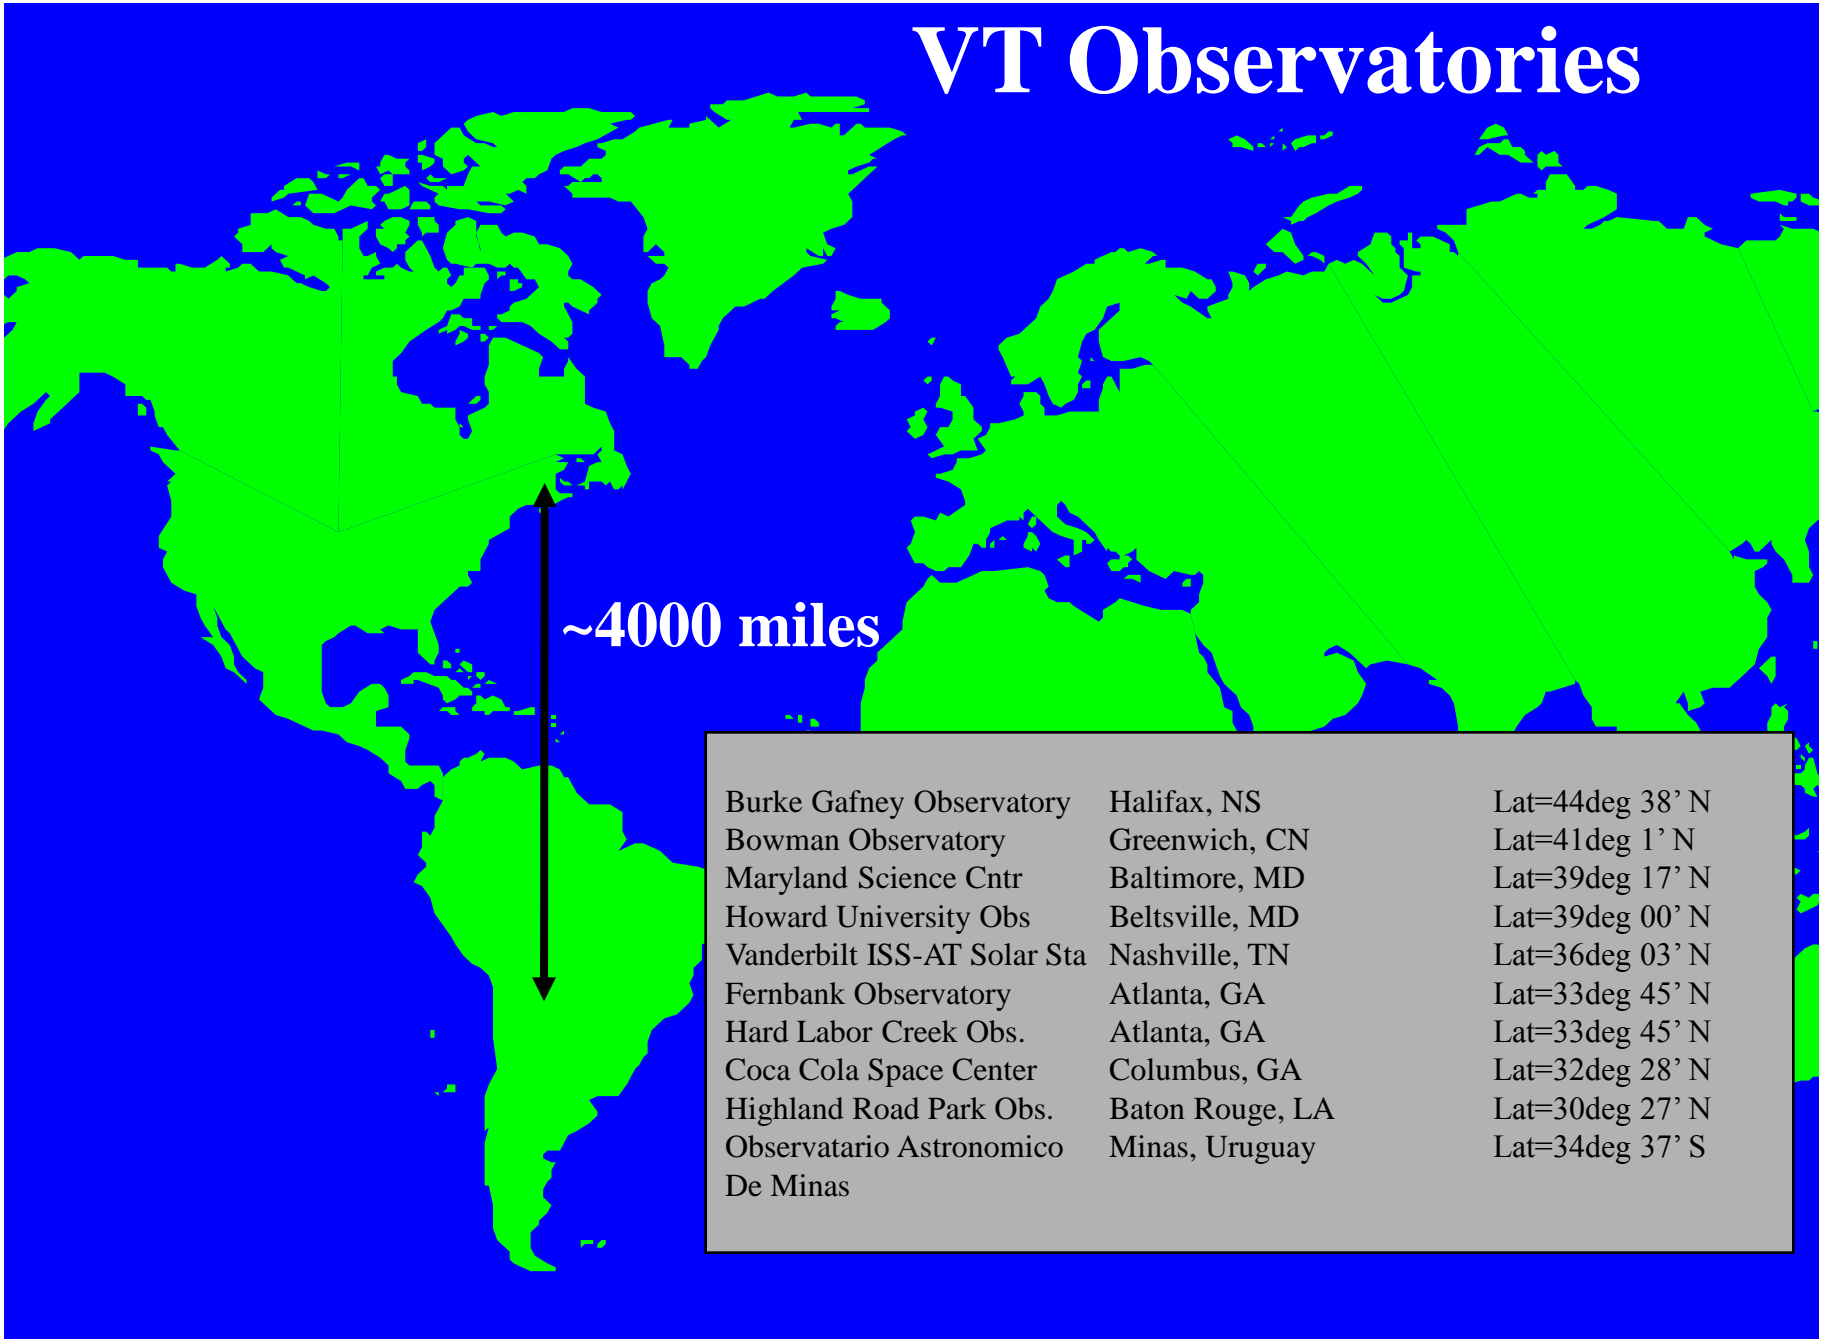 VT Observatories
~4000 miles
Burke Gafney Observatory Halifax, NS Lat=44deg 38’ N
Bowman Observatory Greenwich, CN Lat=41deg 1’ N
Maryland Science Cntr Baltimore, MD Lat=39deg 17’ N
Howard University Obs Beltsville, MD Lat=39deg 00’ N
Vanderbilt ISS-AT Solar Sta Nashville, TN Lat=36deg 03’ N
Fernbank Observatory Atlanta, GA Lat=33deg 45’ N
Hard Labor Creek Obs. Atlanta, GA Lat=33deg 45’ N
Coca Cola Space Center Columbus, GA Lat=32deg 28’ N
Highland Road Park Obs. Baton Rouge, LA Lat=30deg 27’ N
Observatario Astronomico Minas, Uruguay Lat=34deg 37’ S
De Minas